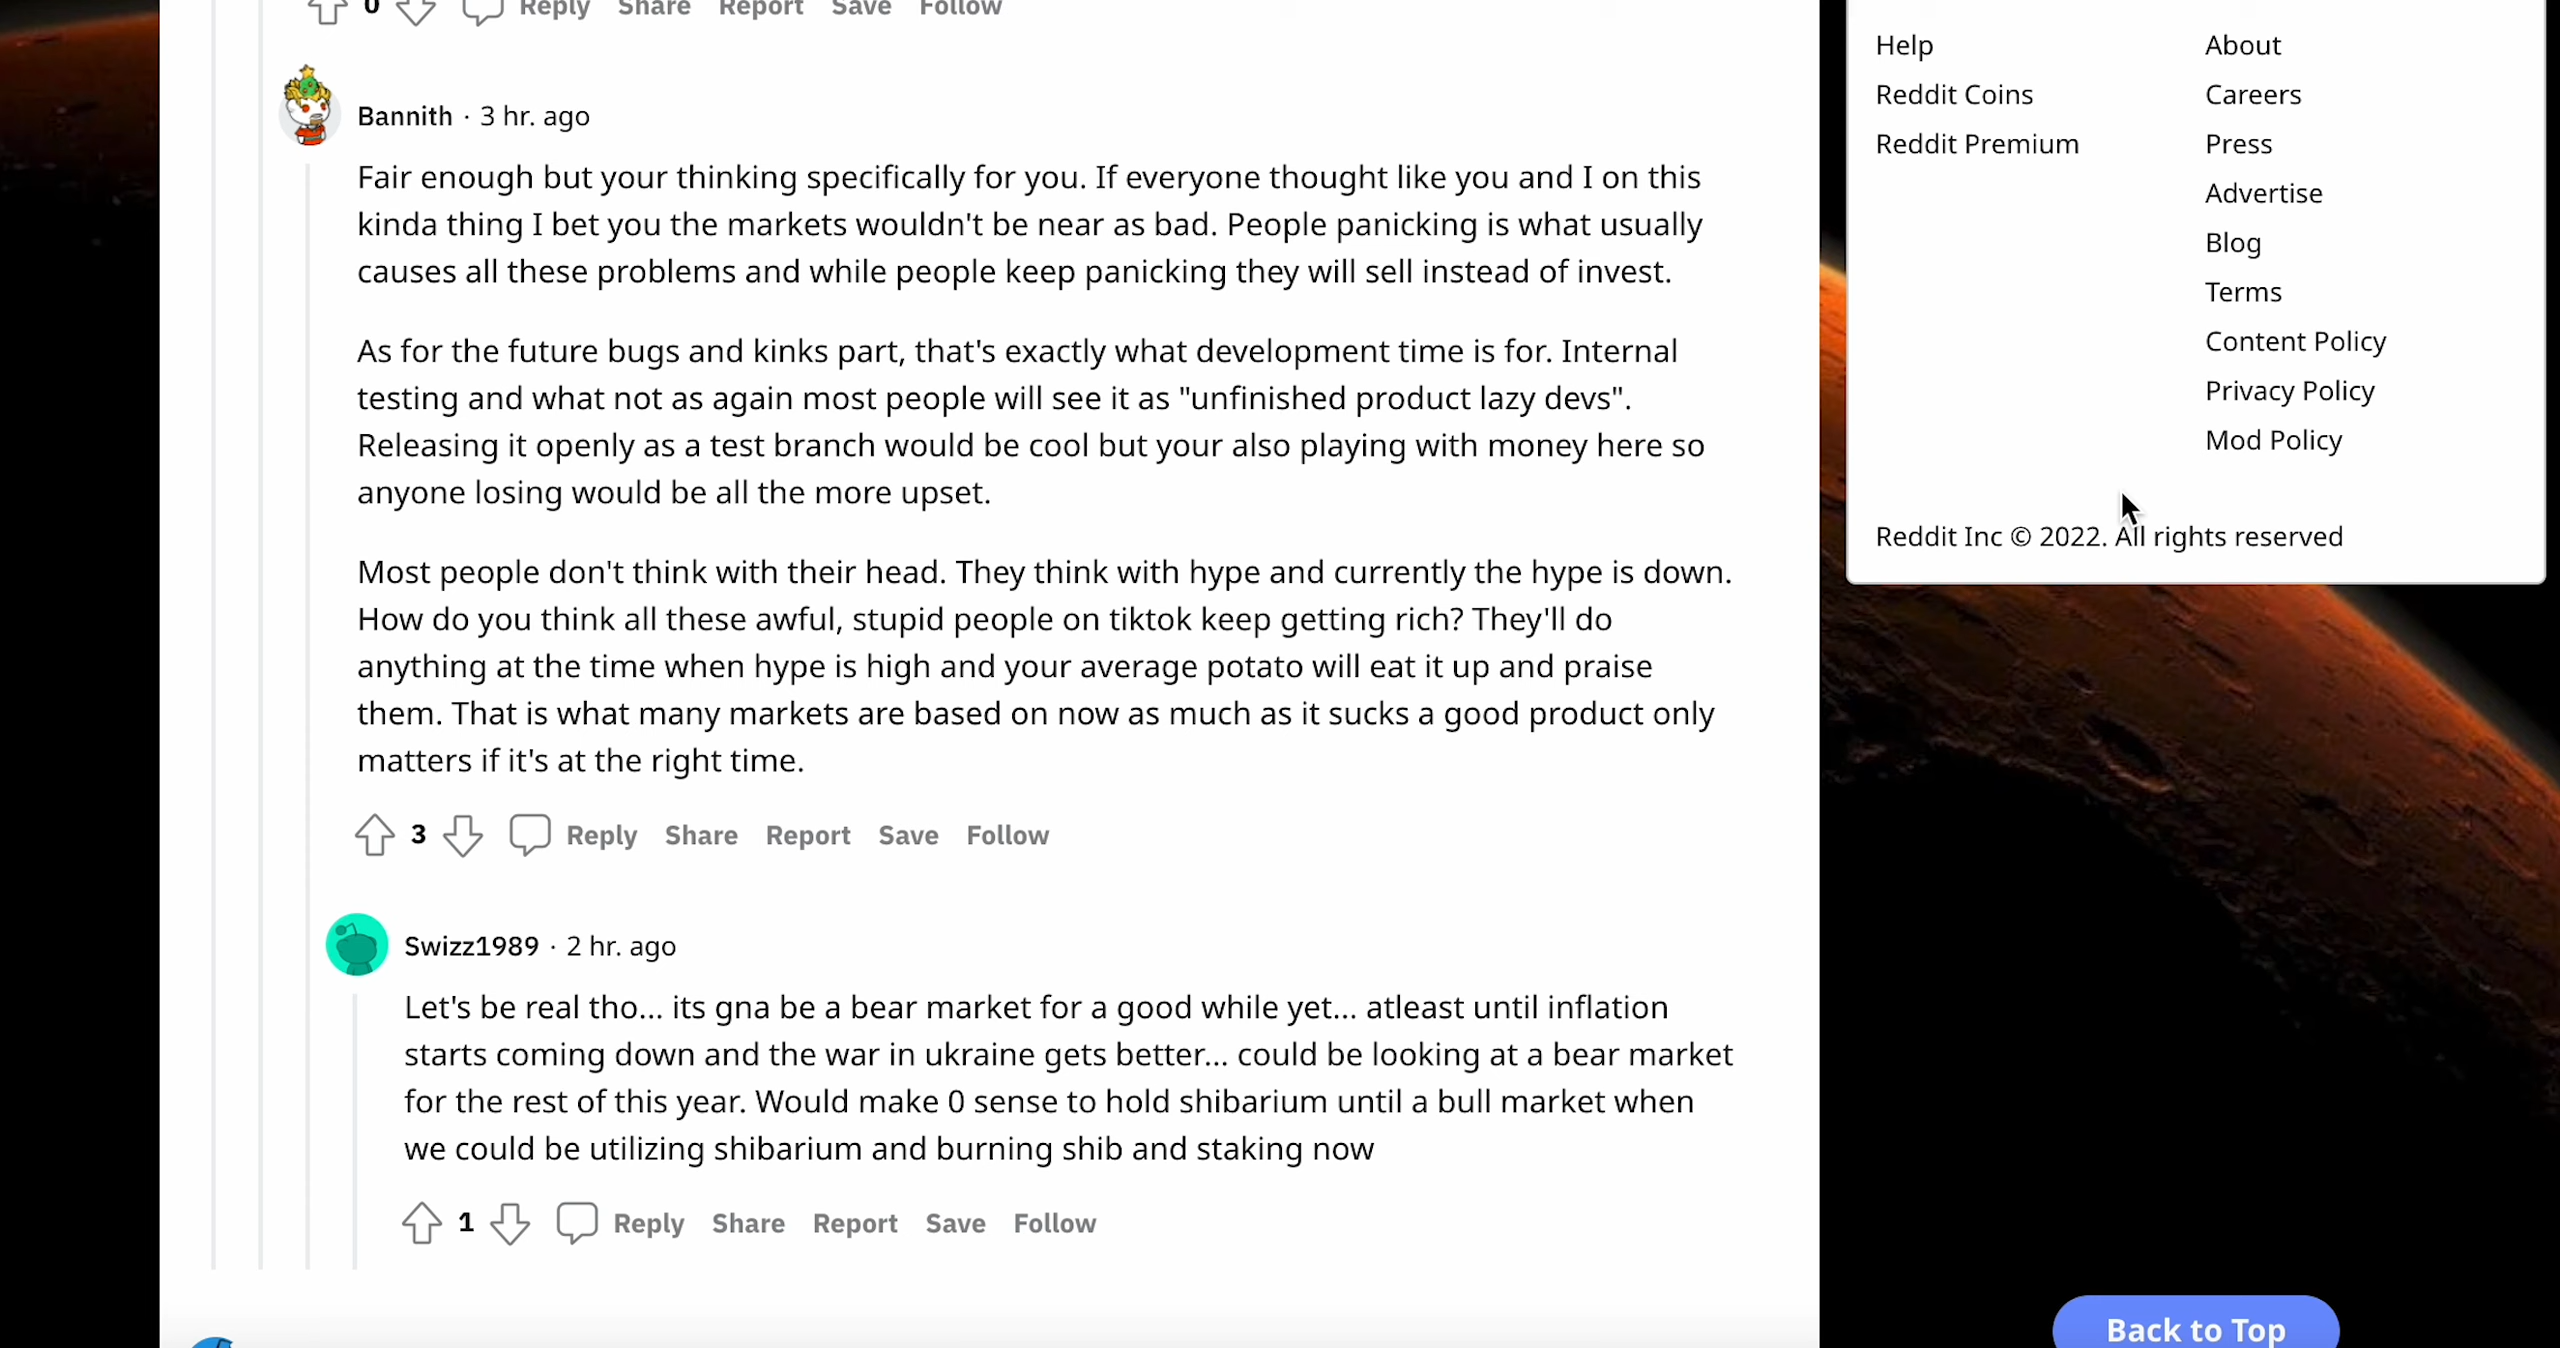 0 Reply Share Report Save Follow
Bannith · 3 hr. ago
Fair enough but your thinking specifically for you. If everyone thought like you and I on this
kinda thing I bet you the markets wouldn't be near as bad. People panicking is what usually
causes all these problems and while people keep panicking they will sell instead of invest.
As for the future bugs and kinks part, that's exactly what development time is for. Internal
testing and what not as again most people will see it as "unfinished product lazy devs".
Releasing it openly as a test branch would be cool but your also playing with money here so
anyone losing would be all the more upset.
Most people don't think with their head. They think with hype and currently the hype is down.
How do you think all these awful, stupid people on tiktok keep getting rich? They'll do
anything at the time when hype is high and your average potato will eat it up and praise
them. That is what many markets are based on now as much as it sucks a good product only
matters if it's at the right time.
3 Reply Share Report Save Follow
Swizz1989 · 2 hr. ago
Let's be real tho... its gna be a bear market for a good while yet... atleast until inflation
starts coming down and the war in ukraine gets better... could be looking at a bear market
for the rest of this year. Would make 0 sense to hold shibarium until a bull market when
we could be utilizing shibarium and burning shib and staking now
1 Reply Share Report Save Follow
Help
Reddit Coins
Reddit Premium
About
Careers
Press
Advertise
Blog
Terms
Content Policy
Privacy Policy
Mod Policy
Reddit Inc © 2022. All rights reserved
Back to Top